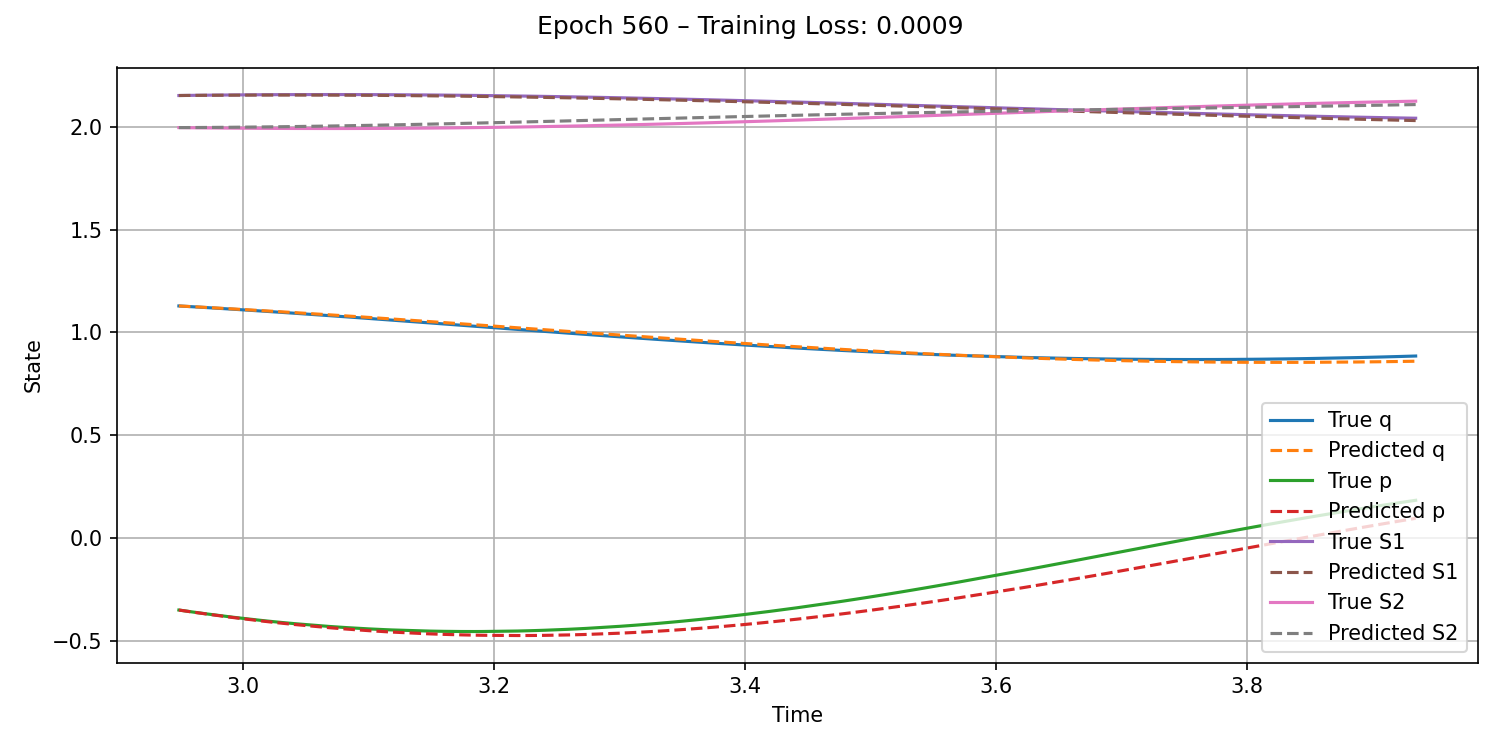 Epoch 560 – Training Loss: 0.0009
2.0
1.5
1.0
0.5
0.0
−0.5
State
True q
Predicted q
True p
Predicted p
True S1
Predicted S1
True S2
Predicted S2
3.0 3.2 3.4 3.6 3.8
Time